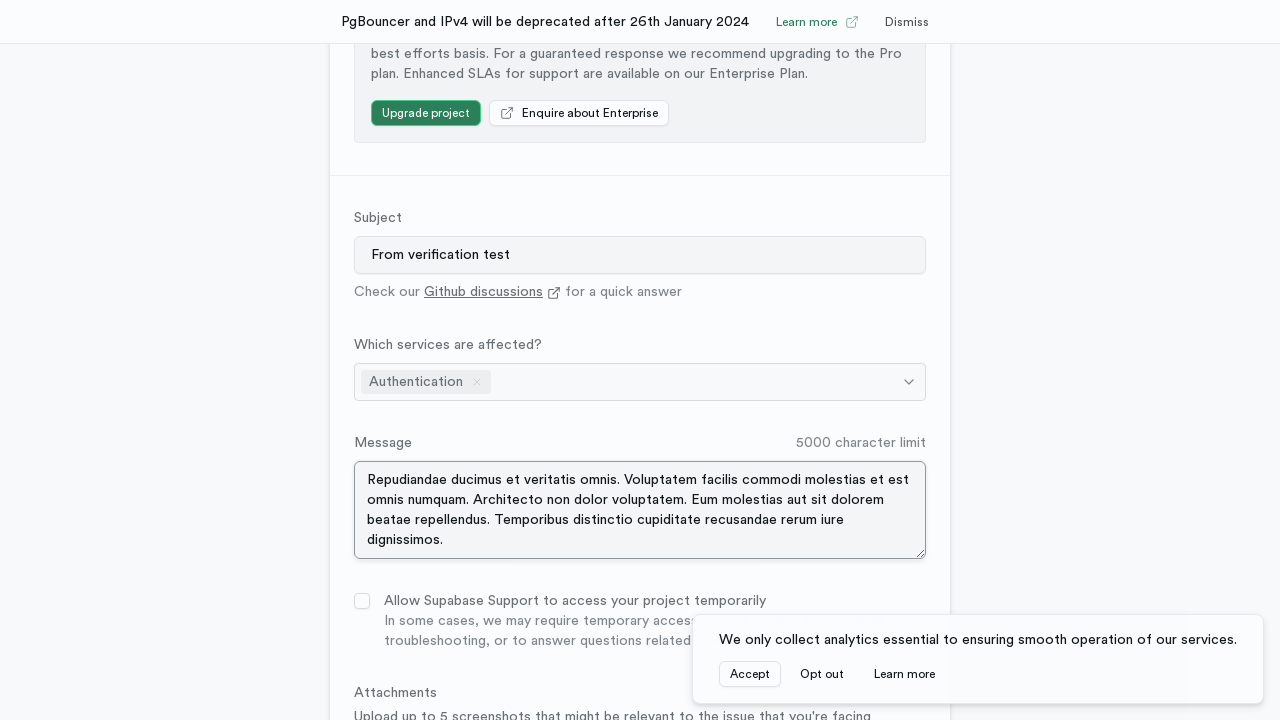 PgBouncer and IPv4 will be deprecated after 26th January 2024
Learn more
Dismiss
best efforts basis. For a guaranteed response we recommend upgrading to the Pro
plan. Enhanced SLAs for support are available on our Enterprise Plan.
Upgrade project
Enquire about Enterprise
Subject
From verification test
Check our Github discussions for a quick answer
Which services are affected?
Authentication
Message
5000 character limit
Repudiandae ducimus et veritatis omnis. Voluptatem facilis commodi molestias et est
omnis numquam. Architecto non dolor voluptatem. Eum molestias aut sit dolorem
beatae repellendus. Temporibus distinctio cupiditate recusandae rerum iure
dignissimos.
Allow Supabase Support to access your project temporarily
In some cases, we may require temporary access
troubleshooting, or to answer questions related
We only collect analytics essential to ensuring smooth operation of our services.
Accept
Opt out
Learn more
Attachments
Upload up to 5 screenshots that might be relevant to the issue that you're facing